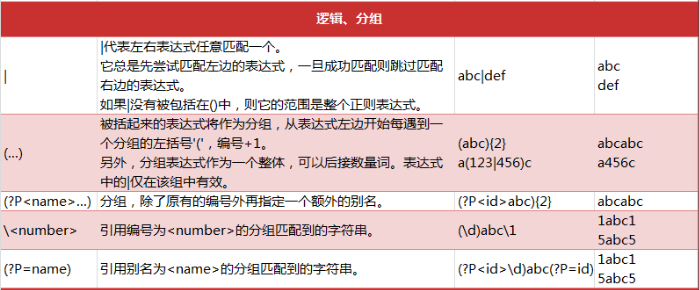 逻辑、分组
|
|代表左右表达式任意匹配一个。
它总是先尝试匹配左边的表达式，一旦成功匹配则跳过匹配
右边的表达式。
如果|没有被包括在()中，则它的范围是整个正则表达式。
abc|def
abc
def
(...)
被括起来的表达式将作为分组，从表达式左边开始每遇到一
个分组的左括号'('，编号+1。
另外，分组表达式作为一个整体，可以后接数量词。表达式
中的|仅在该组中有效。
(abc){2}
a(123|456)c
abcabc
a456c
(?P<name>...)
分组，除了原有的编号外再指定一个额外的别名。
(?P<id>abc){2}
abcabc
\<number>
引用编号为<number>的分组匹配到的字符串。
(\d)abc\1
1abc1
5abc5
(?P=name)
引用别名为<name>的分组匹配到的字符串。
(?P<id>\d)abc(?P=id)
1abc1
5abc5